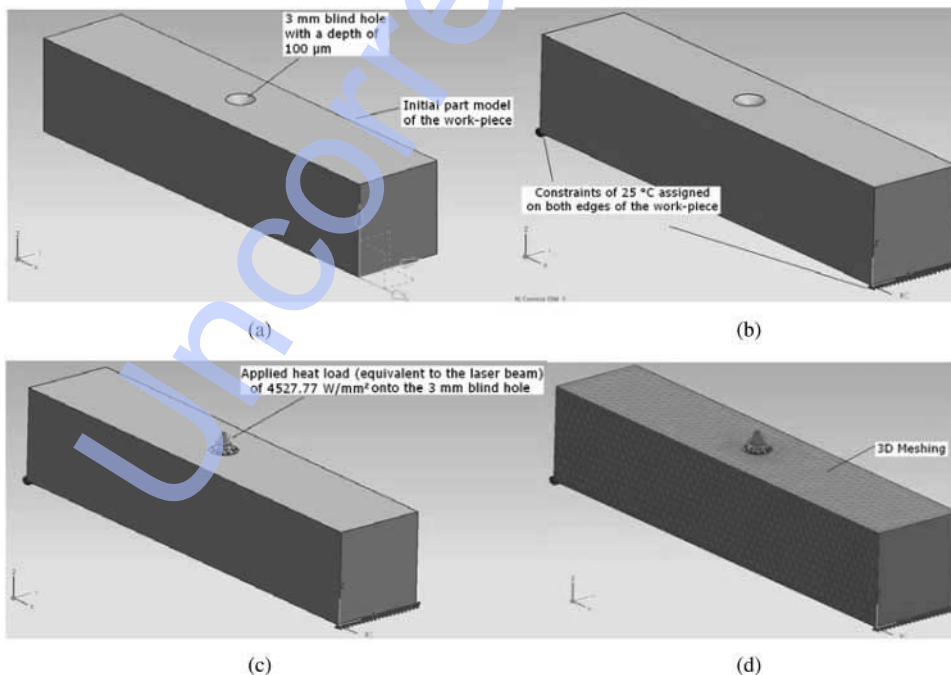 3 mm blind hole
with a depth of
100 µm
Initial part model
of the work-piece
(a)
Constraints of 25 °C assigned
on both edges of the work-piece
(b)
Applied heat load (equivalent to the laser beam)
of 4527.77 W/mm² onto the 3 mm blind hole
(c)
3D Meshing
(d)
Uncorre